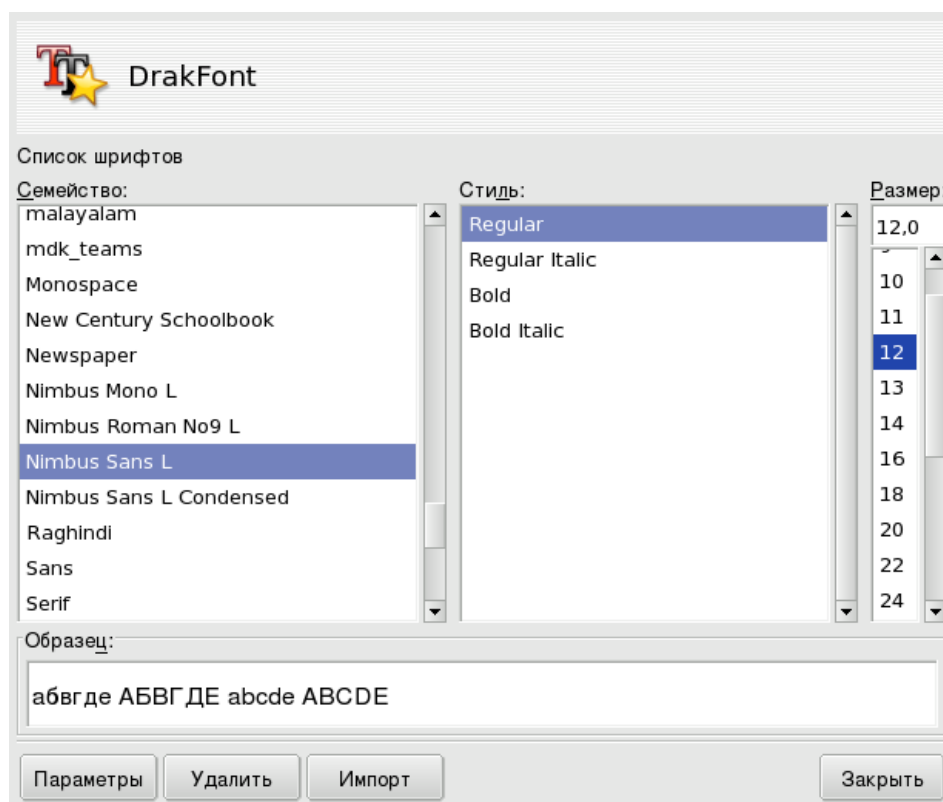 DrakFont
Список шрифтов
Семейство:
malayalam
mdk_teams
Monospace
New Century Schoolbook
Newspaper
Nimbus Mono L
Nimbus Roman No9 L
Nimbus Sans L
Nimbus Sans L Condensed
Raghindi
Sans
Serif
Стиль:
Regular
Regular Italic
Bold
Bold Italic
Размер:
12,0
10
11
12
13
14
16
18
20
22
24
Образец:
абвгде АБВГДЕ abcde ABCDE
Параметры Удалить Импорт Закрыть